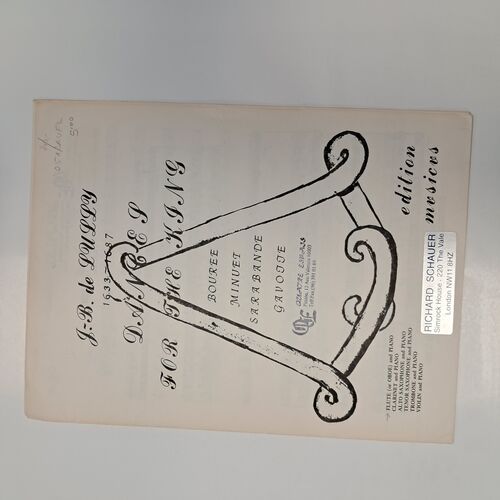 J.-B. de LULLY
1633-1687
DANCES
FOR THE KING
BOUREE
MINUET
SARABANDE
GAVOTTE
FLUTE (or OBOE) and PIANO
CLARINET and PIANO
ALTO SAXOPHONE and PIANO
TENOR SAXOPHONE and PIANO
TROMBONE and PIANO
VIOLIN and PIANO
edition
mvsicvs
RICHARD SCHAUER
Simrock House - 220 The Vale
London NW11 8HZ